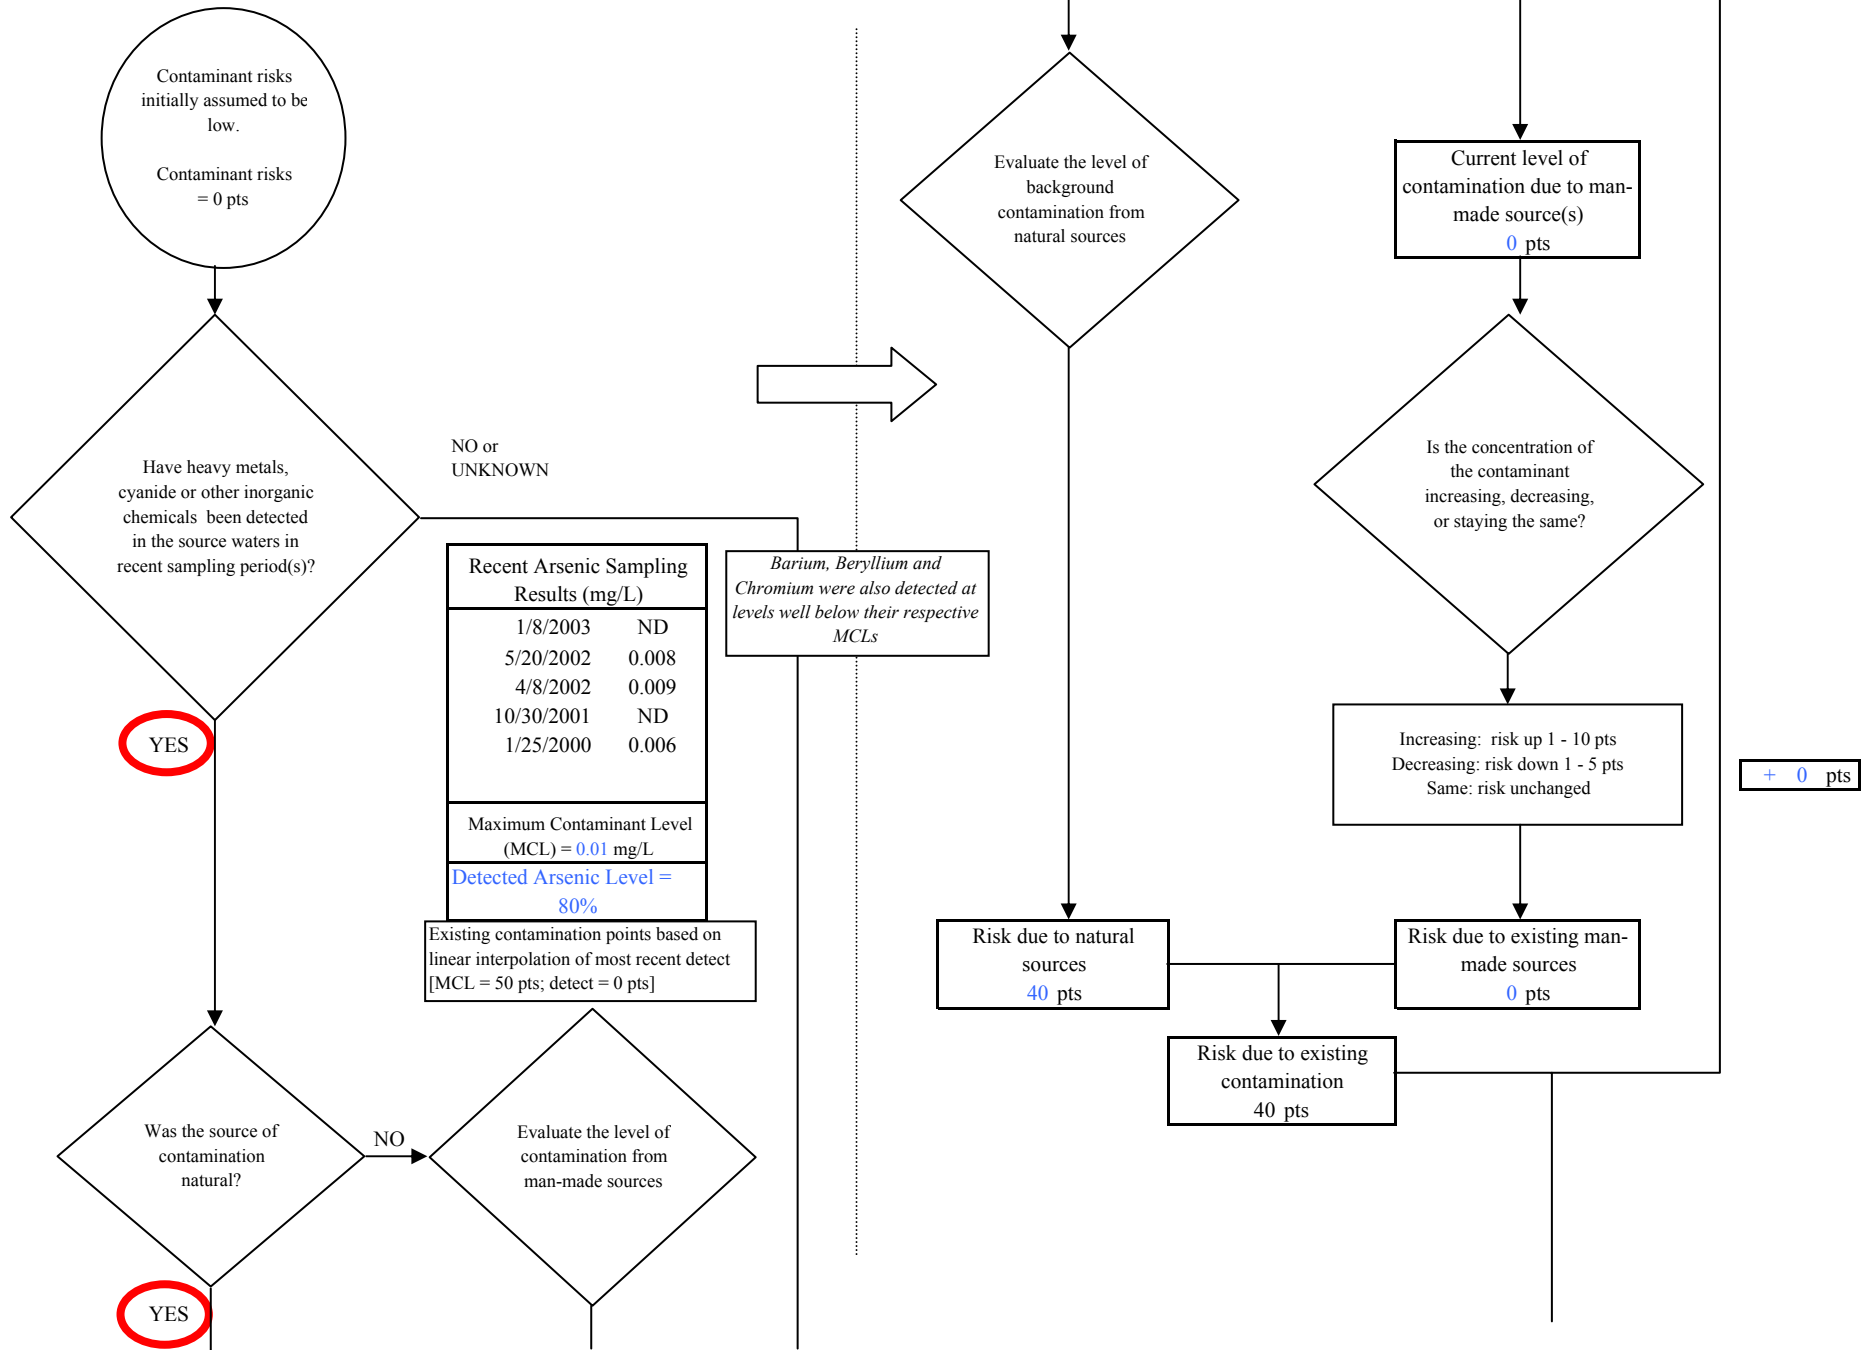 Contaminant risks
initially assumed to be
low.
Contaminant risks
= 0 pts
Have heavy metals,
cyanide or other inorganic
chemicals been detected
in the source waters in
recent sampling period(s)?
NO or
UNKNOWN
YES
Recent Arsenic Sampling
Results (mg/L)
1/8/2003 ND
5/20/2002 0.008
4/8/2002 0.009
10/30/2001 ND
1/25/2000 0.006
Maximum Contaminant Level
(MCL) = 0.01 mg/L
Detected Arsenic Level =
80%
Existing contamination points based on
linear interpolation of most recent detect
[MCL = 50 pts; detect = 0 pts]
Barium, Beryllium and
Chromium were also detected at
levels well below their respective
MCLs
Was the source of
contamination
natural?
NO
Evaluate the level of
contamination from
man-made sources
YES
Evaluate the level of
background
contamination from
natural sources
Current level of
contamination due to man-
made source(s)
0 pts
Is the concentration of
the contaminant
increasing, decreasing,
or staying the same?
Increasing: risk up 1 - 10 pts
Decreasing: risk down 1 - 5 pts
Same: risk unchanged
+ 0 pts
Risk due to natural
sources
40 pts
Risk due to existing man-
made sources
0 pts
Risk due to existing
contamination
40 pts